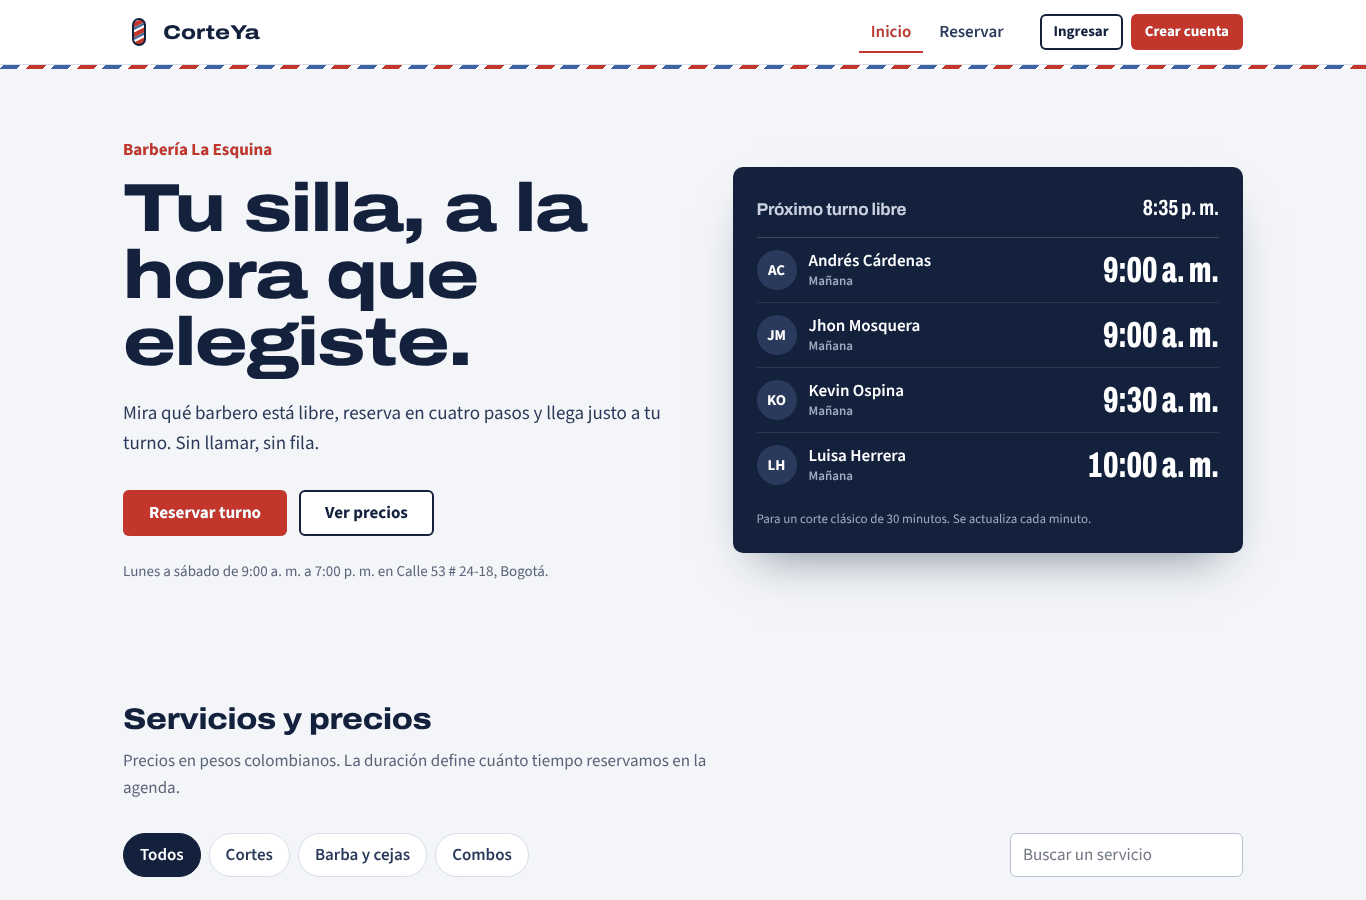 CorteYa
Inicio
Reservar
Ingresar
Crear cuenta
Barbería La Esquina
Tu silla, a la
hora que
elegiste.
Mira qué barbero está libre, reserva en cuatro pasos y llega justo a tu
turno. Sin llamar, sin fila.
Reservar turno
Ver precios
Lunes a sábado de 9:00 a. m. a 7:00 p. m. en Calle 53 # 24-18, Bogotá.
Próximo turno libre
8:35 p. m.
AC
Andrés Cárdenas
Mañana
9:00 a. m.
JM
Jhon Mosquera
Mañana
9:00 a. m.
KO
Kevin Ospina
Mañana
9:30 a. m.
LH
Luisa Herrera
Mañana
10:00 a. m.
Para un corte clásico de 30 minutos. Se actualiza cada minuto.
Servicios y precios
Precios en pesos colombianos. La duración define cuánto tiempo reservamos en la
agenda.
Todos
Cortes
Barba y cejas
Combos
Buscar un servicio